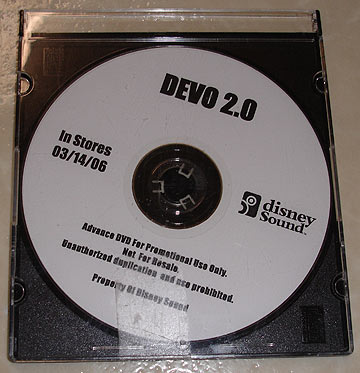 DEVO 2.0
In Stores
03/14/06
disney
Sound™
Advance DVD For Promotional Use Only.
Not For Resale.
Unauthorized duplication and use prohibited.
Property Of Disney Sound